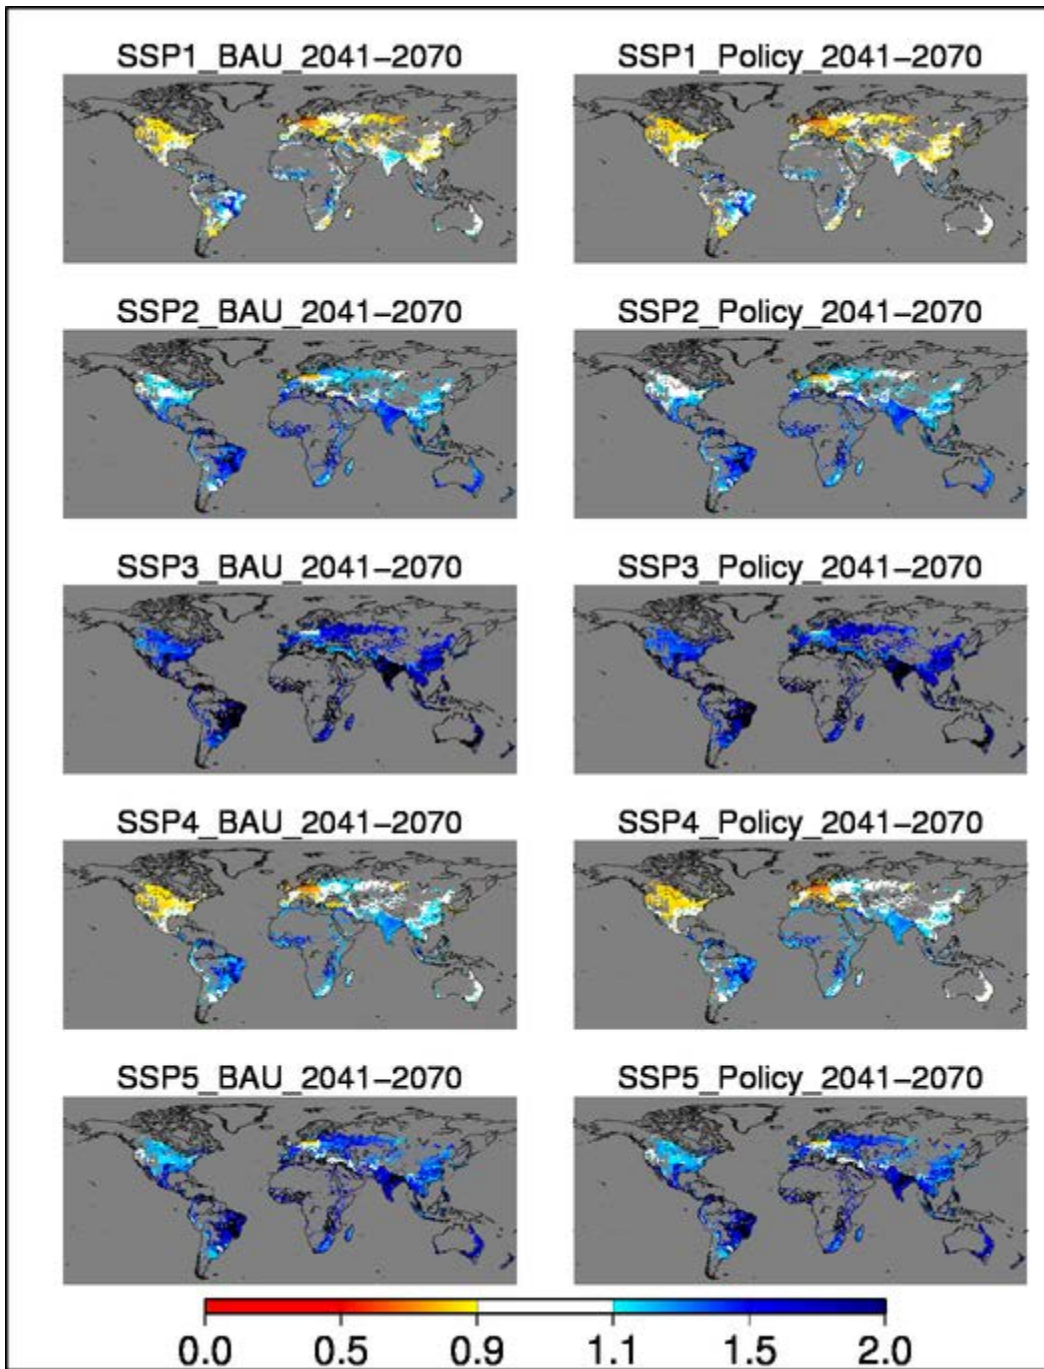 SSP1_BAU_2041-2070 SSP1_Policy_2041-2070
SSP2_BAU_2041-2070 SSP2_Policy_2041-2070
SSP3_BAU_2041-2070 SSP3_Policy_2041-2070
SSP4_BAU_2041-2070 SSP4_Policy_2041-2070
SSP5_BAU_2041-2070 SSP5_Policy_2041-2070
0.0 0.5 0.9 1.1 1.5 2.0